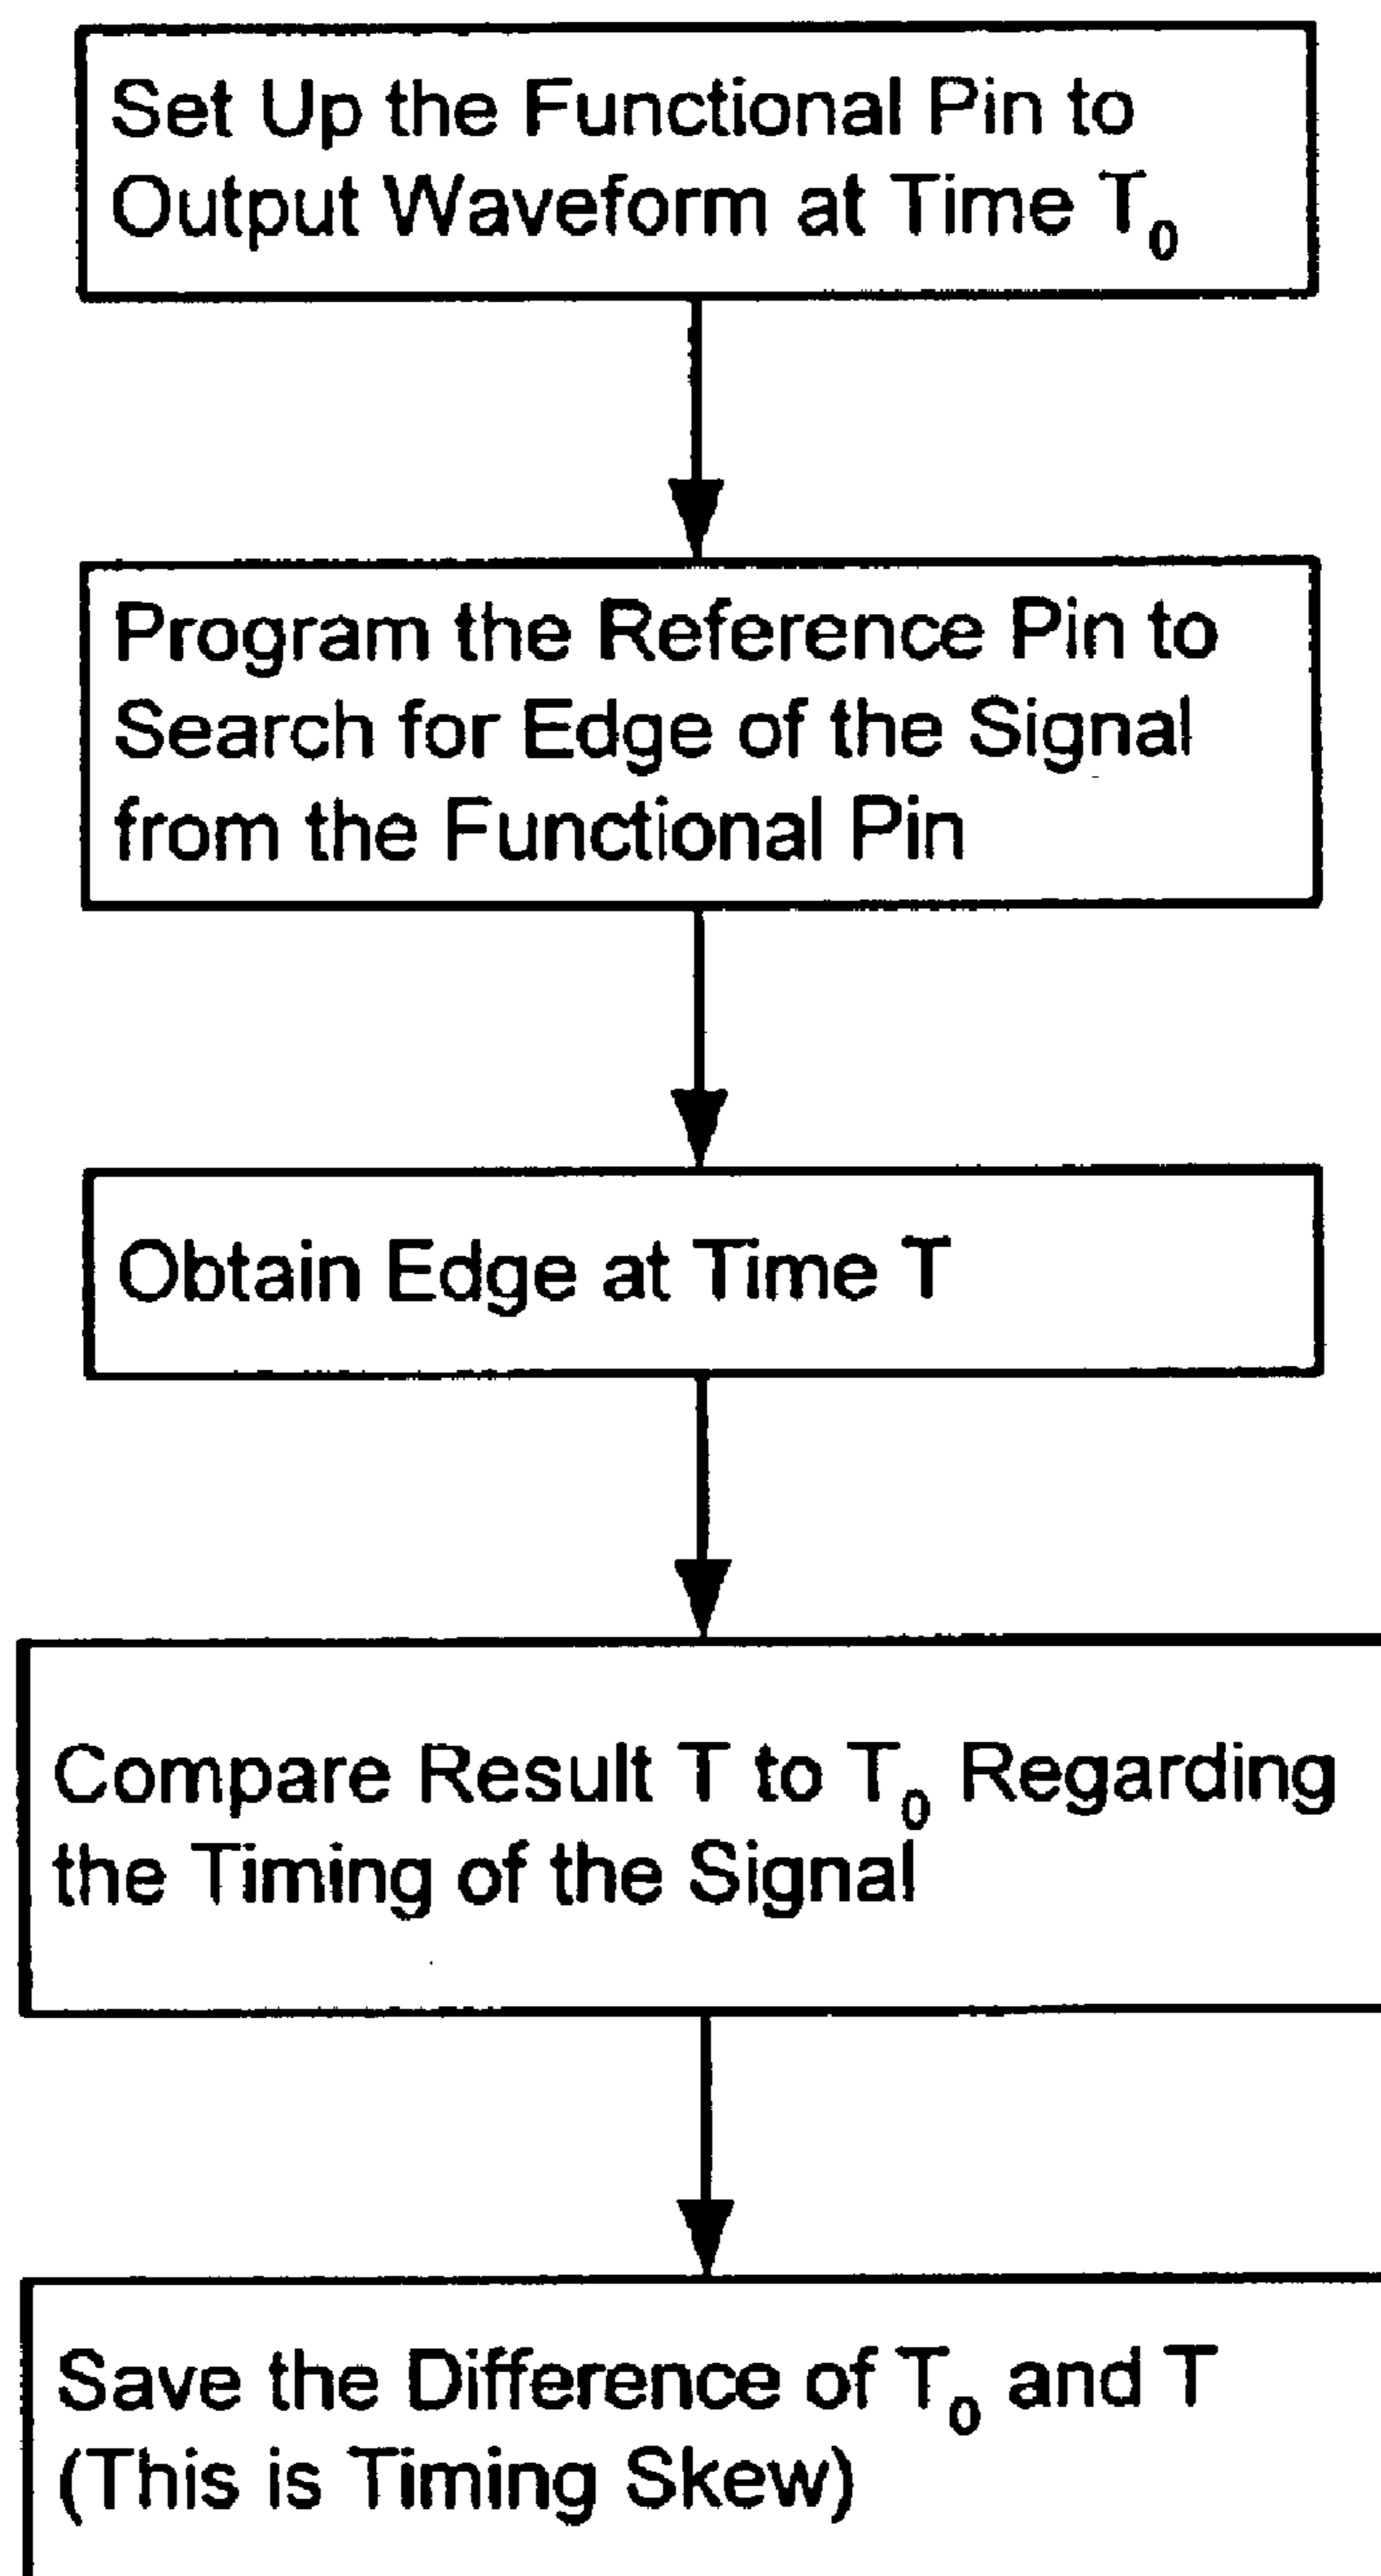 Set Up the Functional Pin to
Output Waveform at Time T₀
Program the Reference Pin to
Search for Edge of the Signal
from the Functional Pin
Obtain Edge at Time T
Compare Result T to T₀ Regarding
the Timing of the Signal
Save the Difference of T₀ and T
(This is Timing Skew)